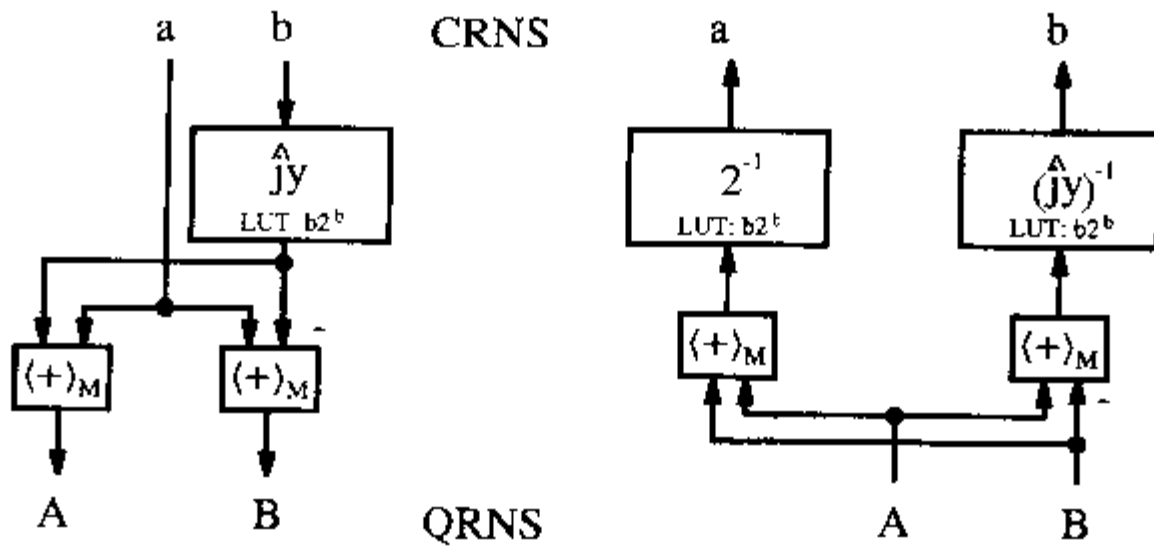 a b CRNS a b
ĵy
LUT b2ᵇ
2⁻¹
LUT: b2ᵇ
(ĵy)⁻¹
LUT: b2ᵇ
-
⟨+⟩M ⟨+⟩M ⟨+⟩M ⟨+⟩M
-
A B QRNS A B